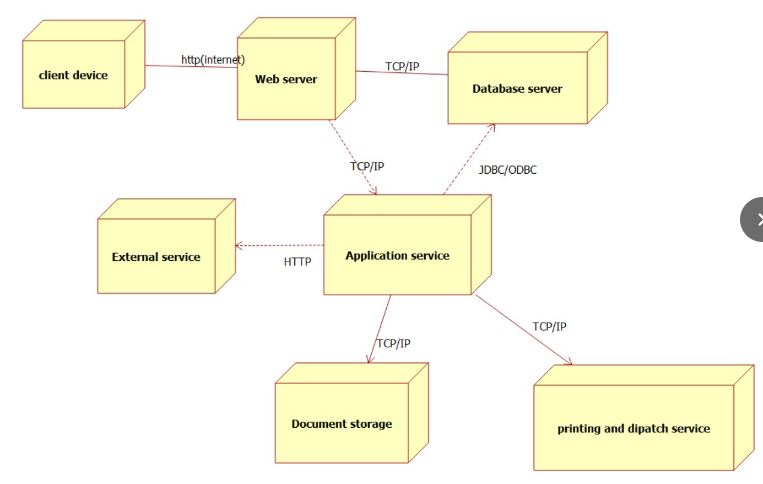 client device
http(internet)
Web server
TCP/IP
Database server
TCP/IP
JDBC/ODBC
External service
HTTP
Application service
TCP/IP
TCP/IP
Document storage
printing and dipatch service